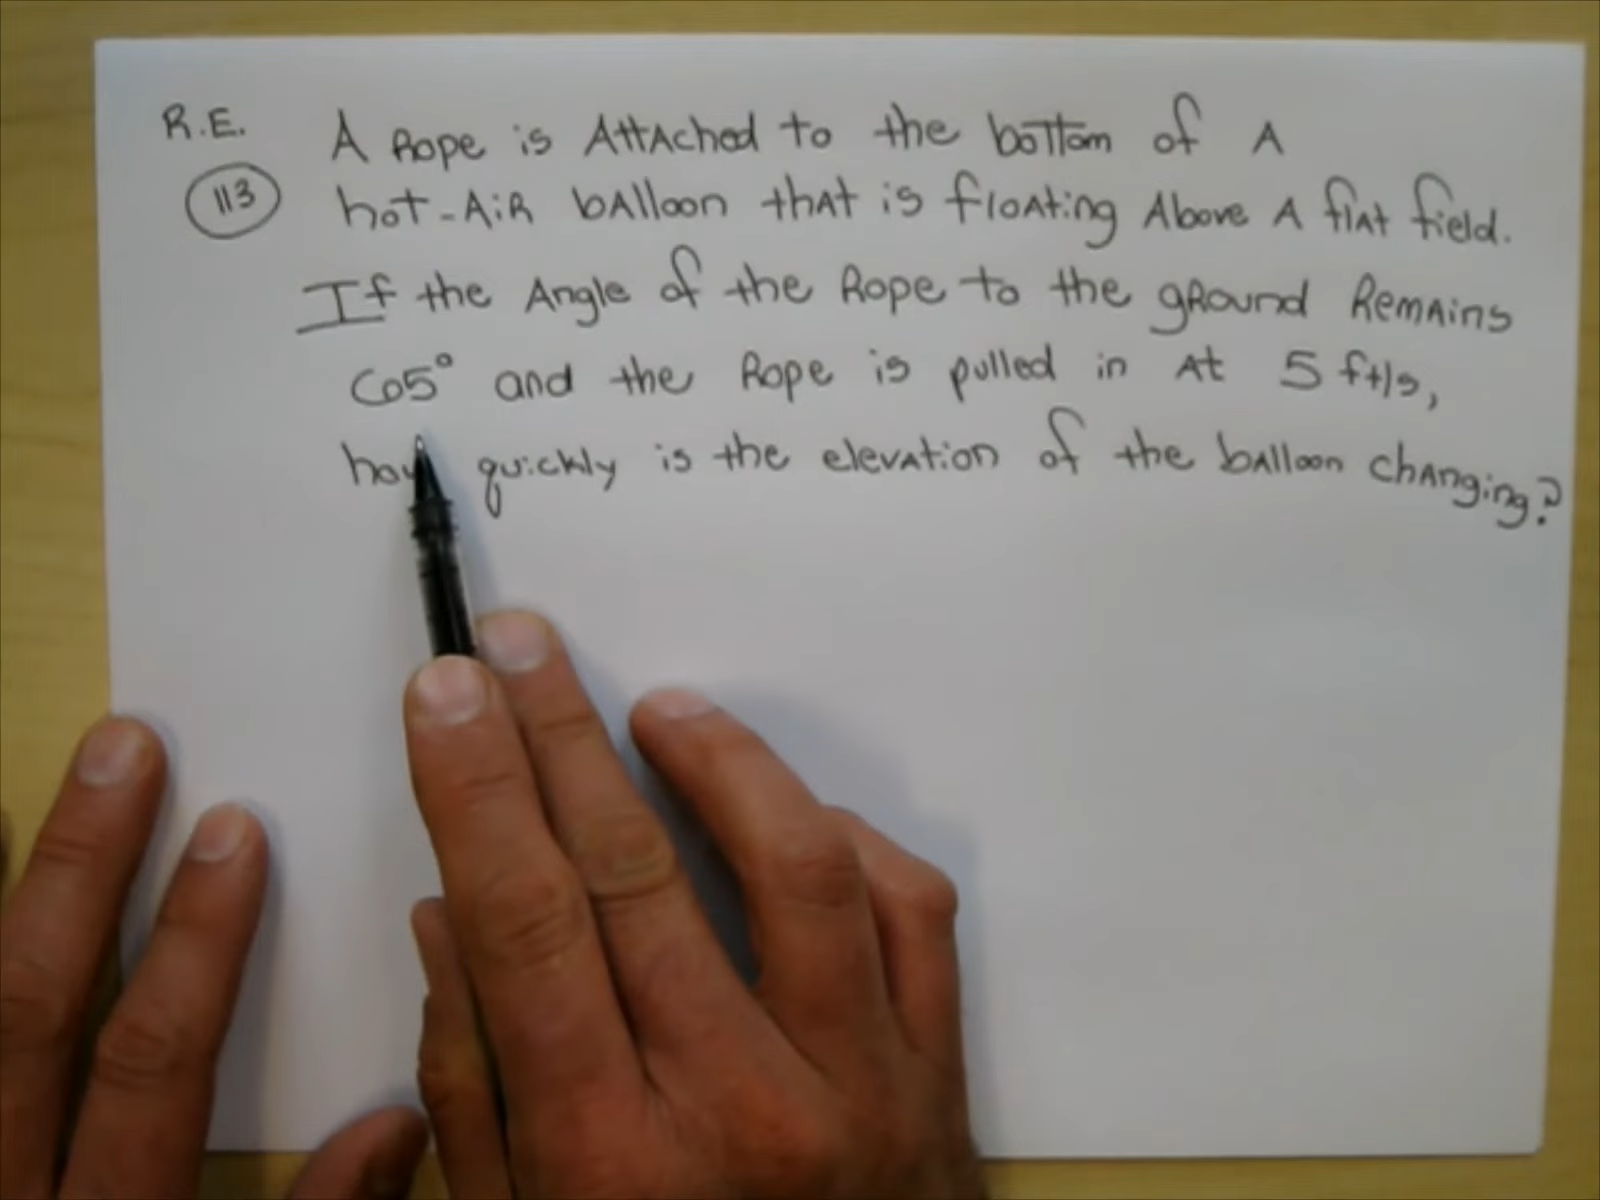 R.E. A Rope is Attached to the bottom of A
113 hot-AiR bAlloon thAt is floAting Above A flAt field.
If the Angle of the Rope to the gRound RemAins
65° and the Rope is pulled in At 5 ft/s,
how quickly is the elevAtion of the bAlloon chAnging?